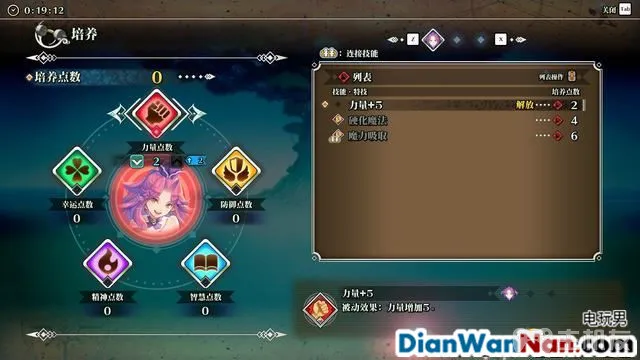 0:19:12
关闭 Tab
培养
Z X
：连接技能
培养点数 0
列表 列表操作
技能·特技 培养点数
力量+5 解放 2
硬化魔法 4
魔力吸取 6
力量点数
2 2
幸运点数
0
防御点数
0
精神点数
0
智慧点数
0
力量+5
被动效果：力量增加5。
电玩男
DianWanNan.com